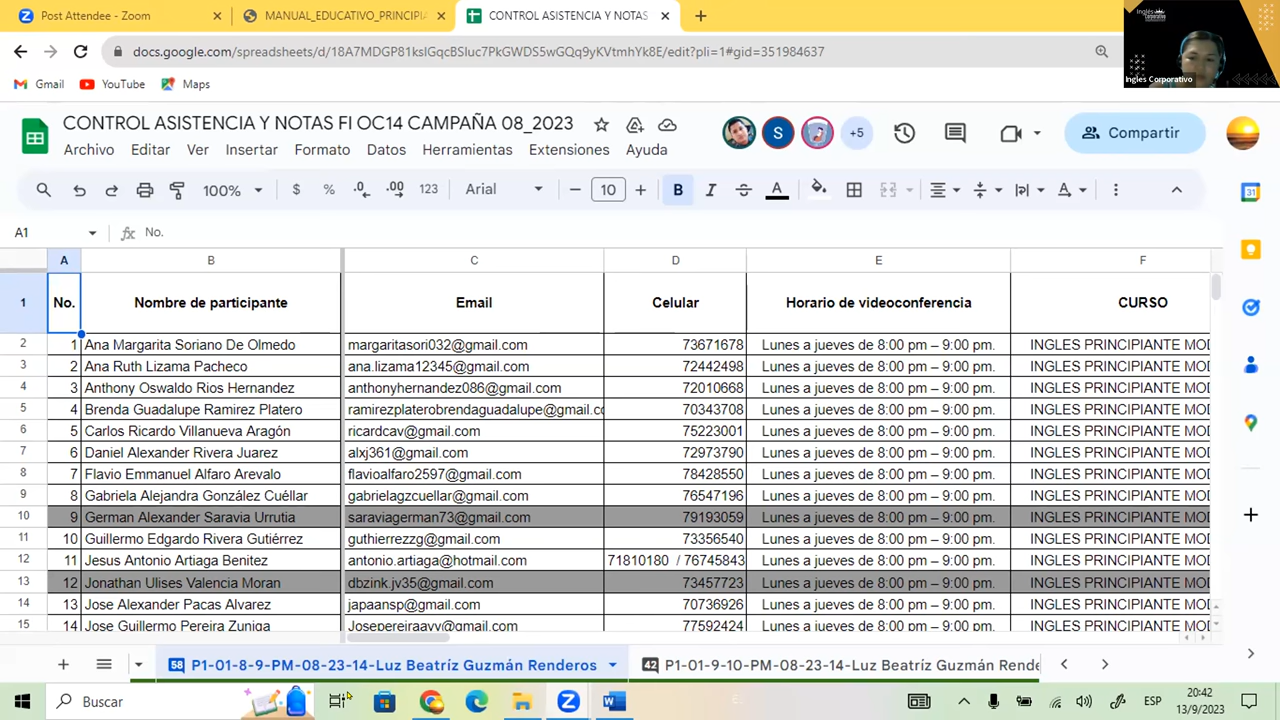 Post Attendee - Zoom
MANUAL_EDUCATIVO_PRINCIPIA
CONTROL ASISTENCIA Y NOTAS
docs.google.com/spreadsheets/d/18A7MDGP81ksIGqcBSIuc7PkGWDS5wGQq9yKVtmhYk8E/edit?pli=1#gid=351984637
Inglés Corporativo
Ingles Corporativo
Gmail
YouTube
Maps
CONTROL ASISTENCIA Y NOTAS FI OC14 CAMPAÑA 08_2023
Archivo Editar Ver Insertar Formato Datos Herramientas Extensiones Ayuda
S
+5
Compartir
100%
$ % .0 .00 123
Arial
10
B I A
A1
No.
A B C D E F
1 No. Nombre de participante Email Celular Horario de videoconferencia CURSO
2 1 Ana Margarita Soriano De Olmedo margaritasori032@gmail.com 73671678 Lunes a jueves de 8:00 pm – 9:00 pm. INGLES PRINCIPIANTE MOD
3 2 Ana Ruth Lizama Pacheco ana.lizama12345@gmail.com 72442498 Lunes a jueves de 8:00 pm – 9:00 pm. INGLES PRINCIPIANTE MOD
4 3 Anthony Oswaldo Rios Hernandez anthonyhernandez086@gmail.com 72010668 Lunes a jueves de 8:00 pm – 9:00 pm. INGLES PRINCIPIANTE MOD
5 4 Brenda Guadalupe Ramirez Platero ramirezplaterobrendaguadalupe@gmail.co 70343708 Lunes a jueves de 8:00 pm – 9:00 pm. INGLES PRINCIPIANTE MOD
6 5 Carlos Ricardo Villanueva Aragón ricardcav@gmail.com 75223001 Lunes a jueves de 8:00 pm – 9:00 pm. INGLES PRINCIPIANTE MOD
7 6 Daniel Alexander Rivera Juarez alxj361@gmail.com 72973790 Lunes a jueves de 8:00 pm – 9:00 pm. INGLES PRINCIPIANTE MOD
8 7 Flavio Emmanuel Alfaro Arevalo flavioalfaro2597@gmail.com 78428550 Lunes a jueves de 8:00 pm – 9:00 pm. INGLES PRINCIPIANTE MOD
9 8 Gabriela Alejandra González Cuéllar gabrielagzcuellar@gmail.com 76547196 Lunes a jueves de 8:00 pm – 9:00 pm. INGLES PRINCIPIANTE MOD
10 9 German Alexander Saravia Urrutia saraviagerman73@gmail.com 79193059 Lunes a jueves de 8:00 pm – 9:00 pm. INGLES PRINCIPIANTE MOD
11 10 Guillermo Edgardo Rivera Gutiérrez guthierrezzg@gmail.com 73356540 Lunes a jueves de 8:00 pm – 9:00 pm. INGLES PRINCIPIANTE MOD
12 11 Jesus Antonio Artiaga Benitez antonio.artiaga@hotmail.com 71810180 / 76745843 Lunes a jueves de 8:00 pm – 9:00 pm. INGLES PRINCIPIANTE MOD
13 12 Jonathan Ulises Valencia Moran dbzink.jv35@gmail.com 73457723 Lunes a jueves de 8:00 pm – 9:00 pm. INGLES PRINCIPIANTE MOD
14 13 Jose Alexander Pacas Alvarez japaansp@gmail.com 70736926 Lunes a jueves de 8:00 pm – 9:00 pm. INGLES PRINCIPIANTE MOD
15 14 Jose Guillermo Pereira Zuniga Josepereiraavv@gmail.com 77592424 Lunes a jueves de 8:00 pm – 9:00 pm. INGLES PRINCIPIANTE MOD
58 P1-01-8-9-PM-08-23-14-Luz Beatríz Guzmán Renderos
42 P1-01-9-10-PM-08-23-14-Luz Beatríz Guzmán Rende
Buscar
ESP
20:42
13/9/2023